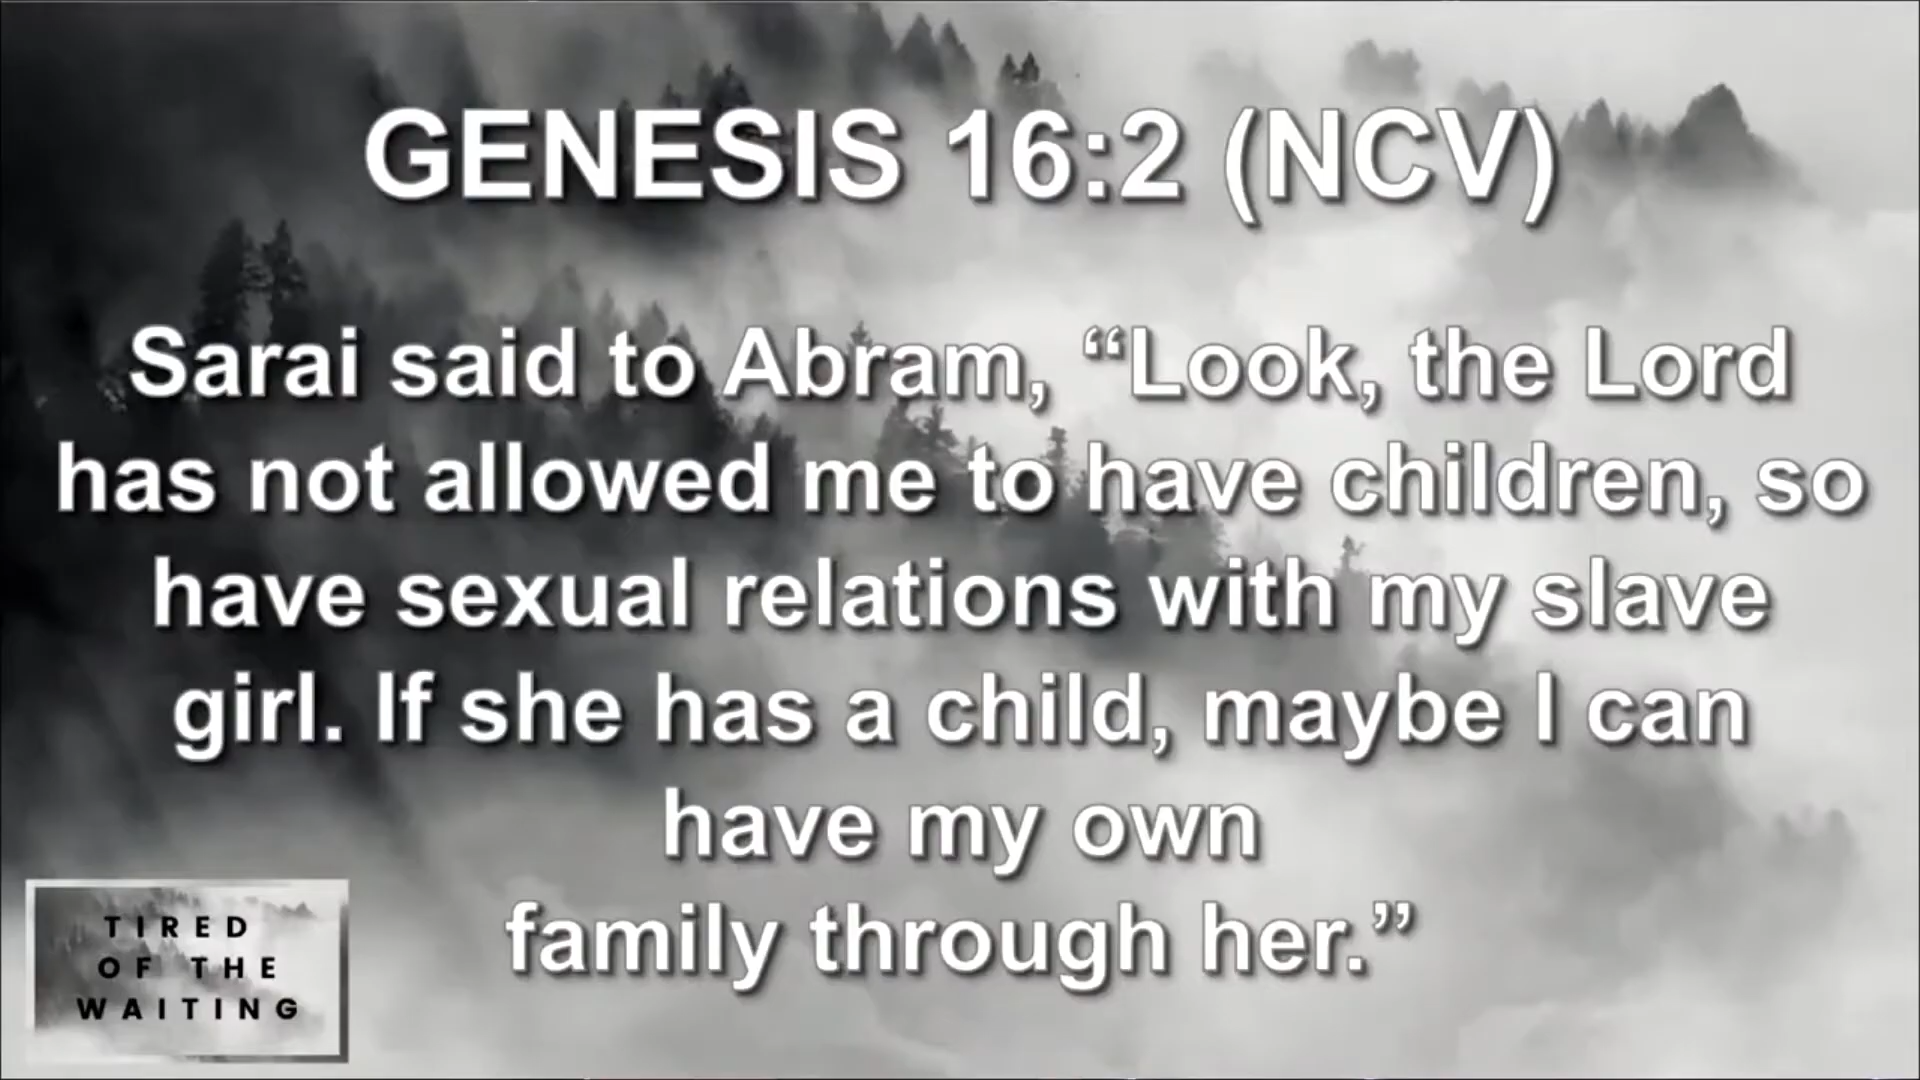 GENESIS 16:2 (NCV)
Sarai said to Abram, “Look, the Lord
has not allowed me to have children, so
have sexual relations with my slave
girl. If she has a child, maybe I can
have my own
family through her.”
TIRED
OF THE
WAITING